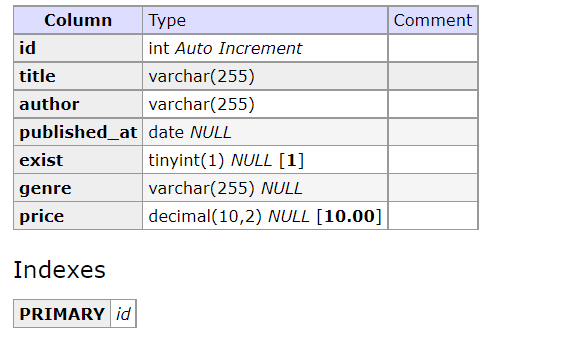 Column Type Comment
id int Auto Increment
title varchar(255)
author varchar(255)
published_at date NULL
exist tinyint(1) NULL [1]
genre varchar(255) NULL
price decimal(10,2) NULL [10.00]
Indexes
PRIMARY id